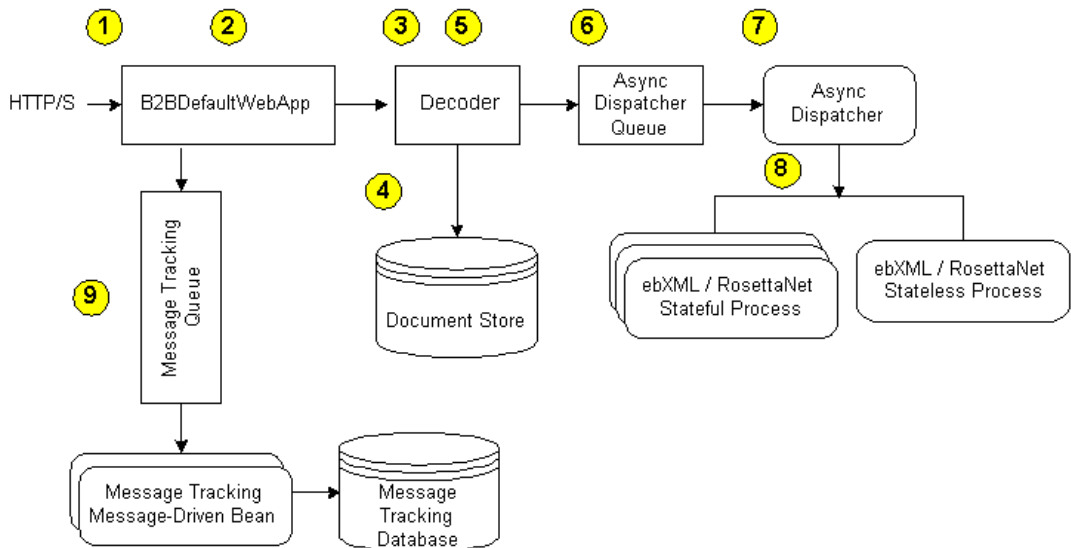 1
2
3
5
6
7
HTTP/S
B2BDefaultWebApp
Decoder
Async
Dispatcher
Queue
Async
Dispatcher
8
4
Message Tracking
Queue
ebXML / RosettaNet
Stateful Process
ebXML / RosettaNet
Stateless Process
9
Document Store
Message Tracking
Message-Driven Bean
Message
Tracking
Database